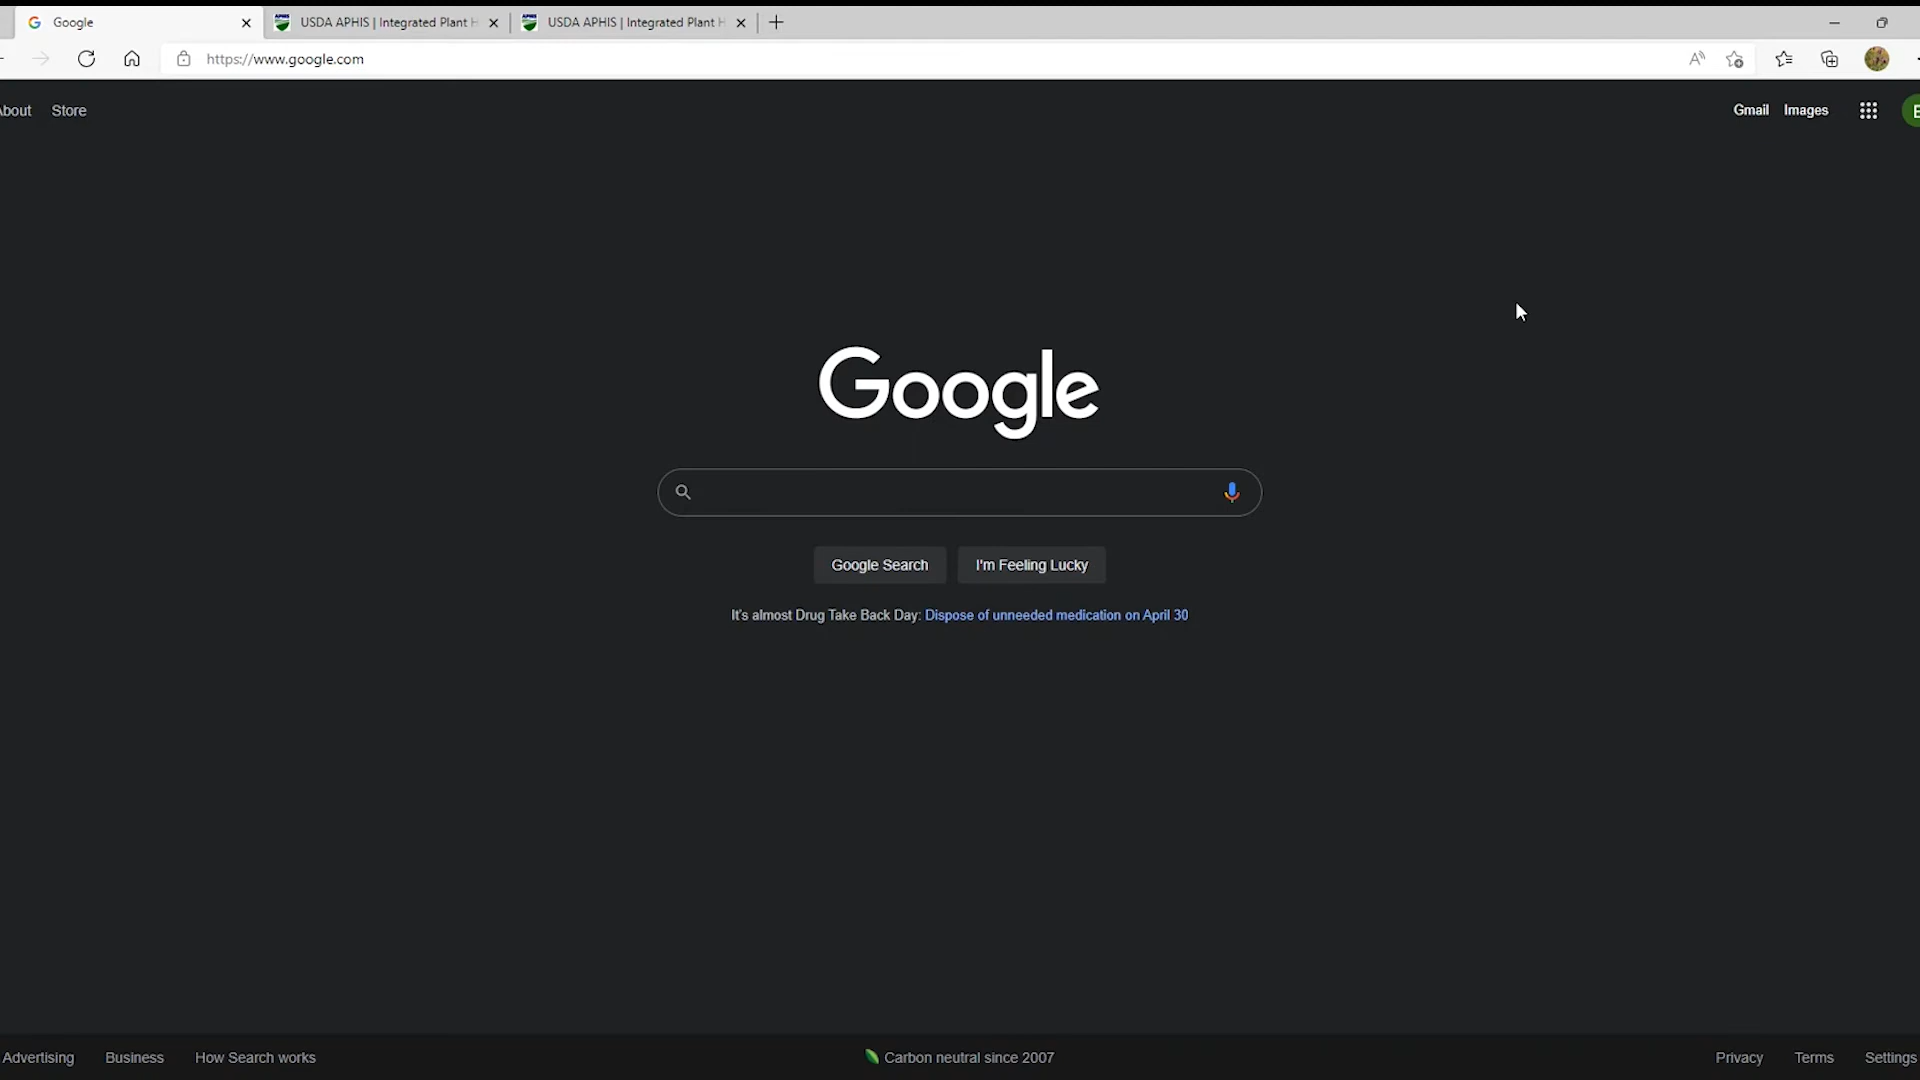 Google
USDA APHIS | Integrated Plant H
USDA APHIS | Integrated Plant H
https://www.google.com
About Store
Gmail Images
E
Google
Google Search
I'm Feeling Lucky
It's almost Drug Take Back Day: Dispose of unneeded medication on April 30
Advertising Business How Search works
Carbon neutral since 2007
Privacy Terms Settings